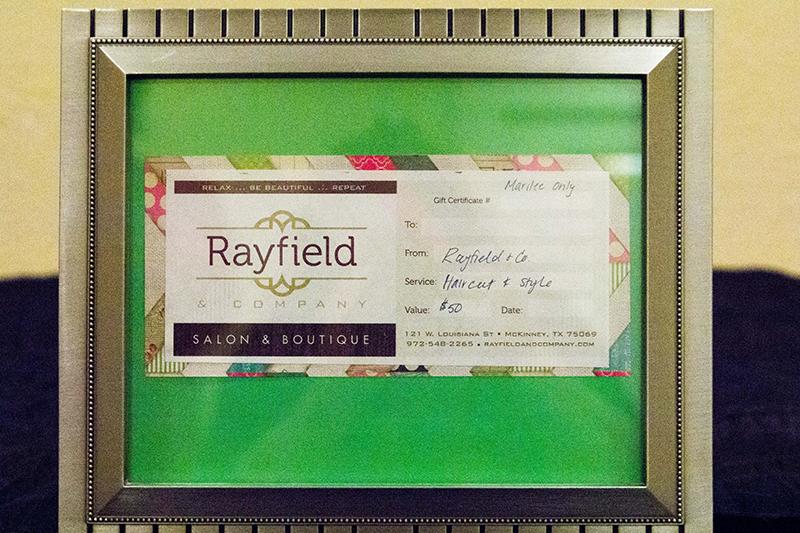 RELAX ... BE BEAUTIFUL ... REPEAT
Rayfield
& COMPANY
SALON & BOUTIQUE
Marilee only
Gift Certificate #
To:
From: Rayfield & Co.
Service: Haircut & Style
Value: $50 Date:
121 W. LOUISIANA ST • MCKINNEY, TX 75069
972-548-2265 • RAYFIELDANDCOMPANY.COM